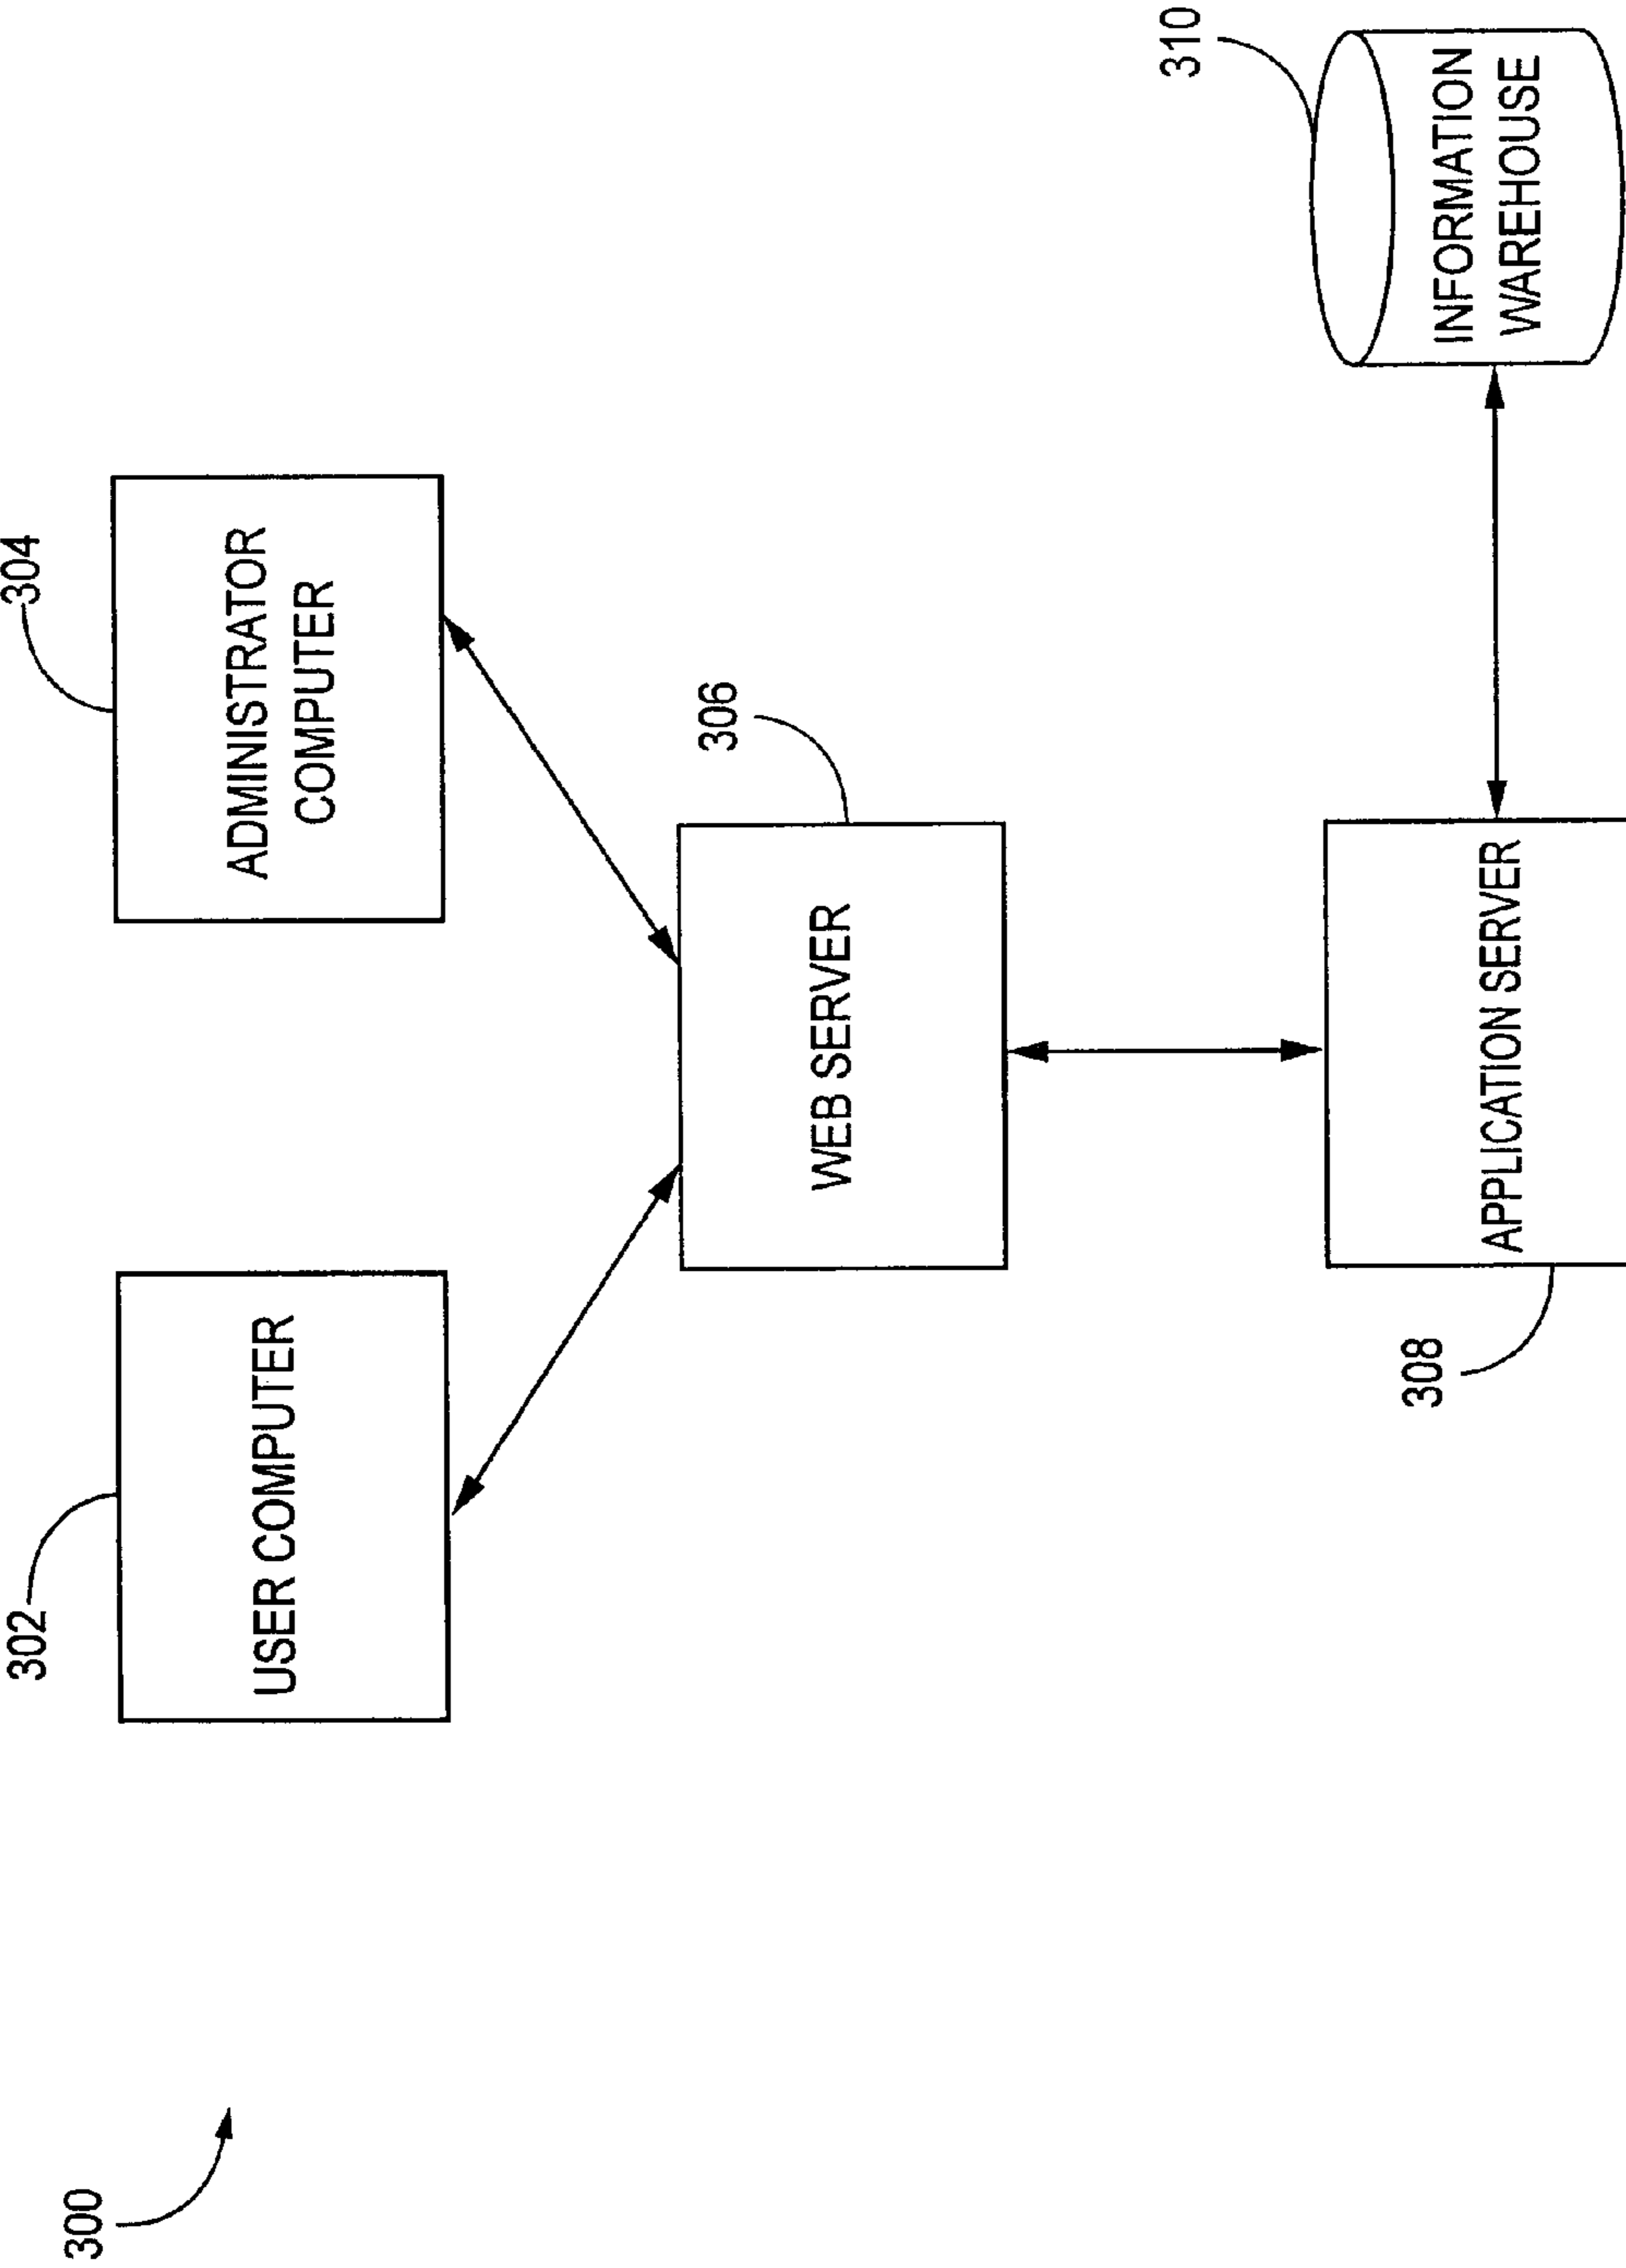 300
302
USER COMPUTER
304
ADMINISTRATOR
COMPUTER
306
WEB SERVER
308
APPLICATION SERVER
310
INFORMATION
WAREHOUSE